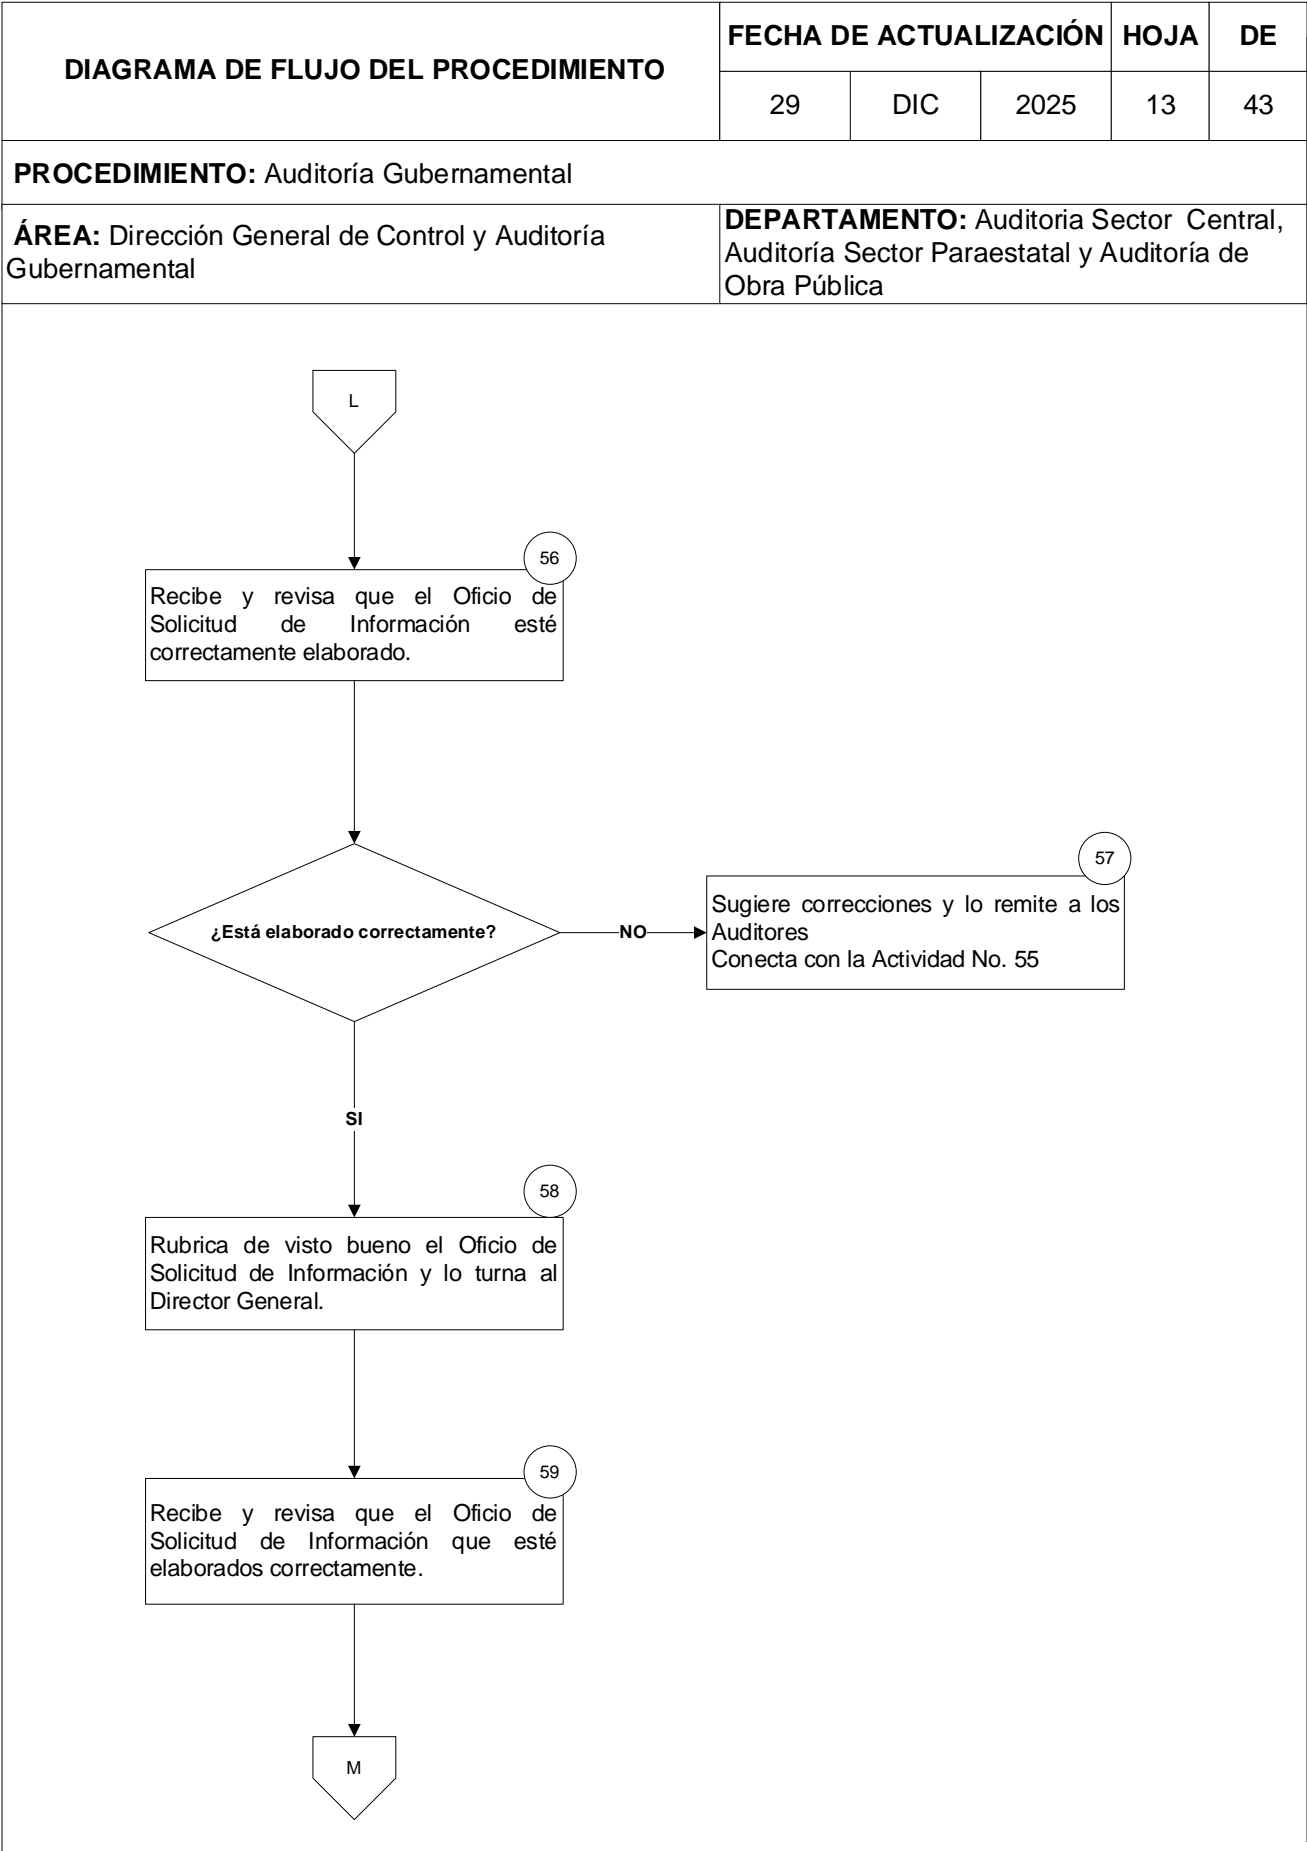 DIAGRAMA DE FLUJO DEL PROCEDIMIENTO
FECHA DE ACTUALIZACIÓN HOJA DE
29 DIC 2025 13 43
PROCEDIMIENTO: Auditoría Gubernamental
ÁREA: Dirección General de Control y Auditoría
Gubernamental
DEPARTAMENTO: Auditoria Sector Central,
Auditoría Sector Paraestatal y Auditoría de
Obra Pública
L
56
Recibe y revisa que el Oficio de
Solicitud de Información esté
correctamente elaborado.
¿Está elaborado correctamente?
NO
57
Sugiere correcciones y lo remite a los
Auditores
Conecta con la Actividad No. 55
SI
58
Rubrica de visto bueno el Oficio de
Solicitud de Información y lo turna al
Director General.
59
Recibe y revisa que el Oficio de
Solicitud de Información que esté
elaborados correctamente.
M